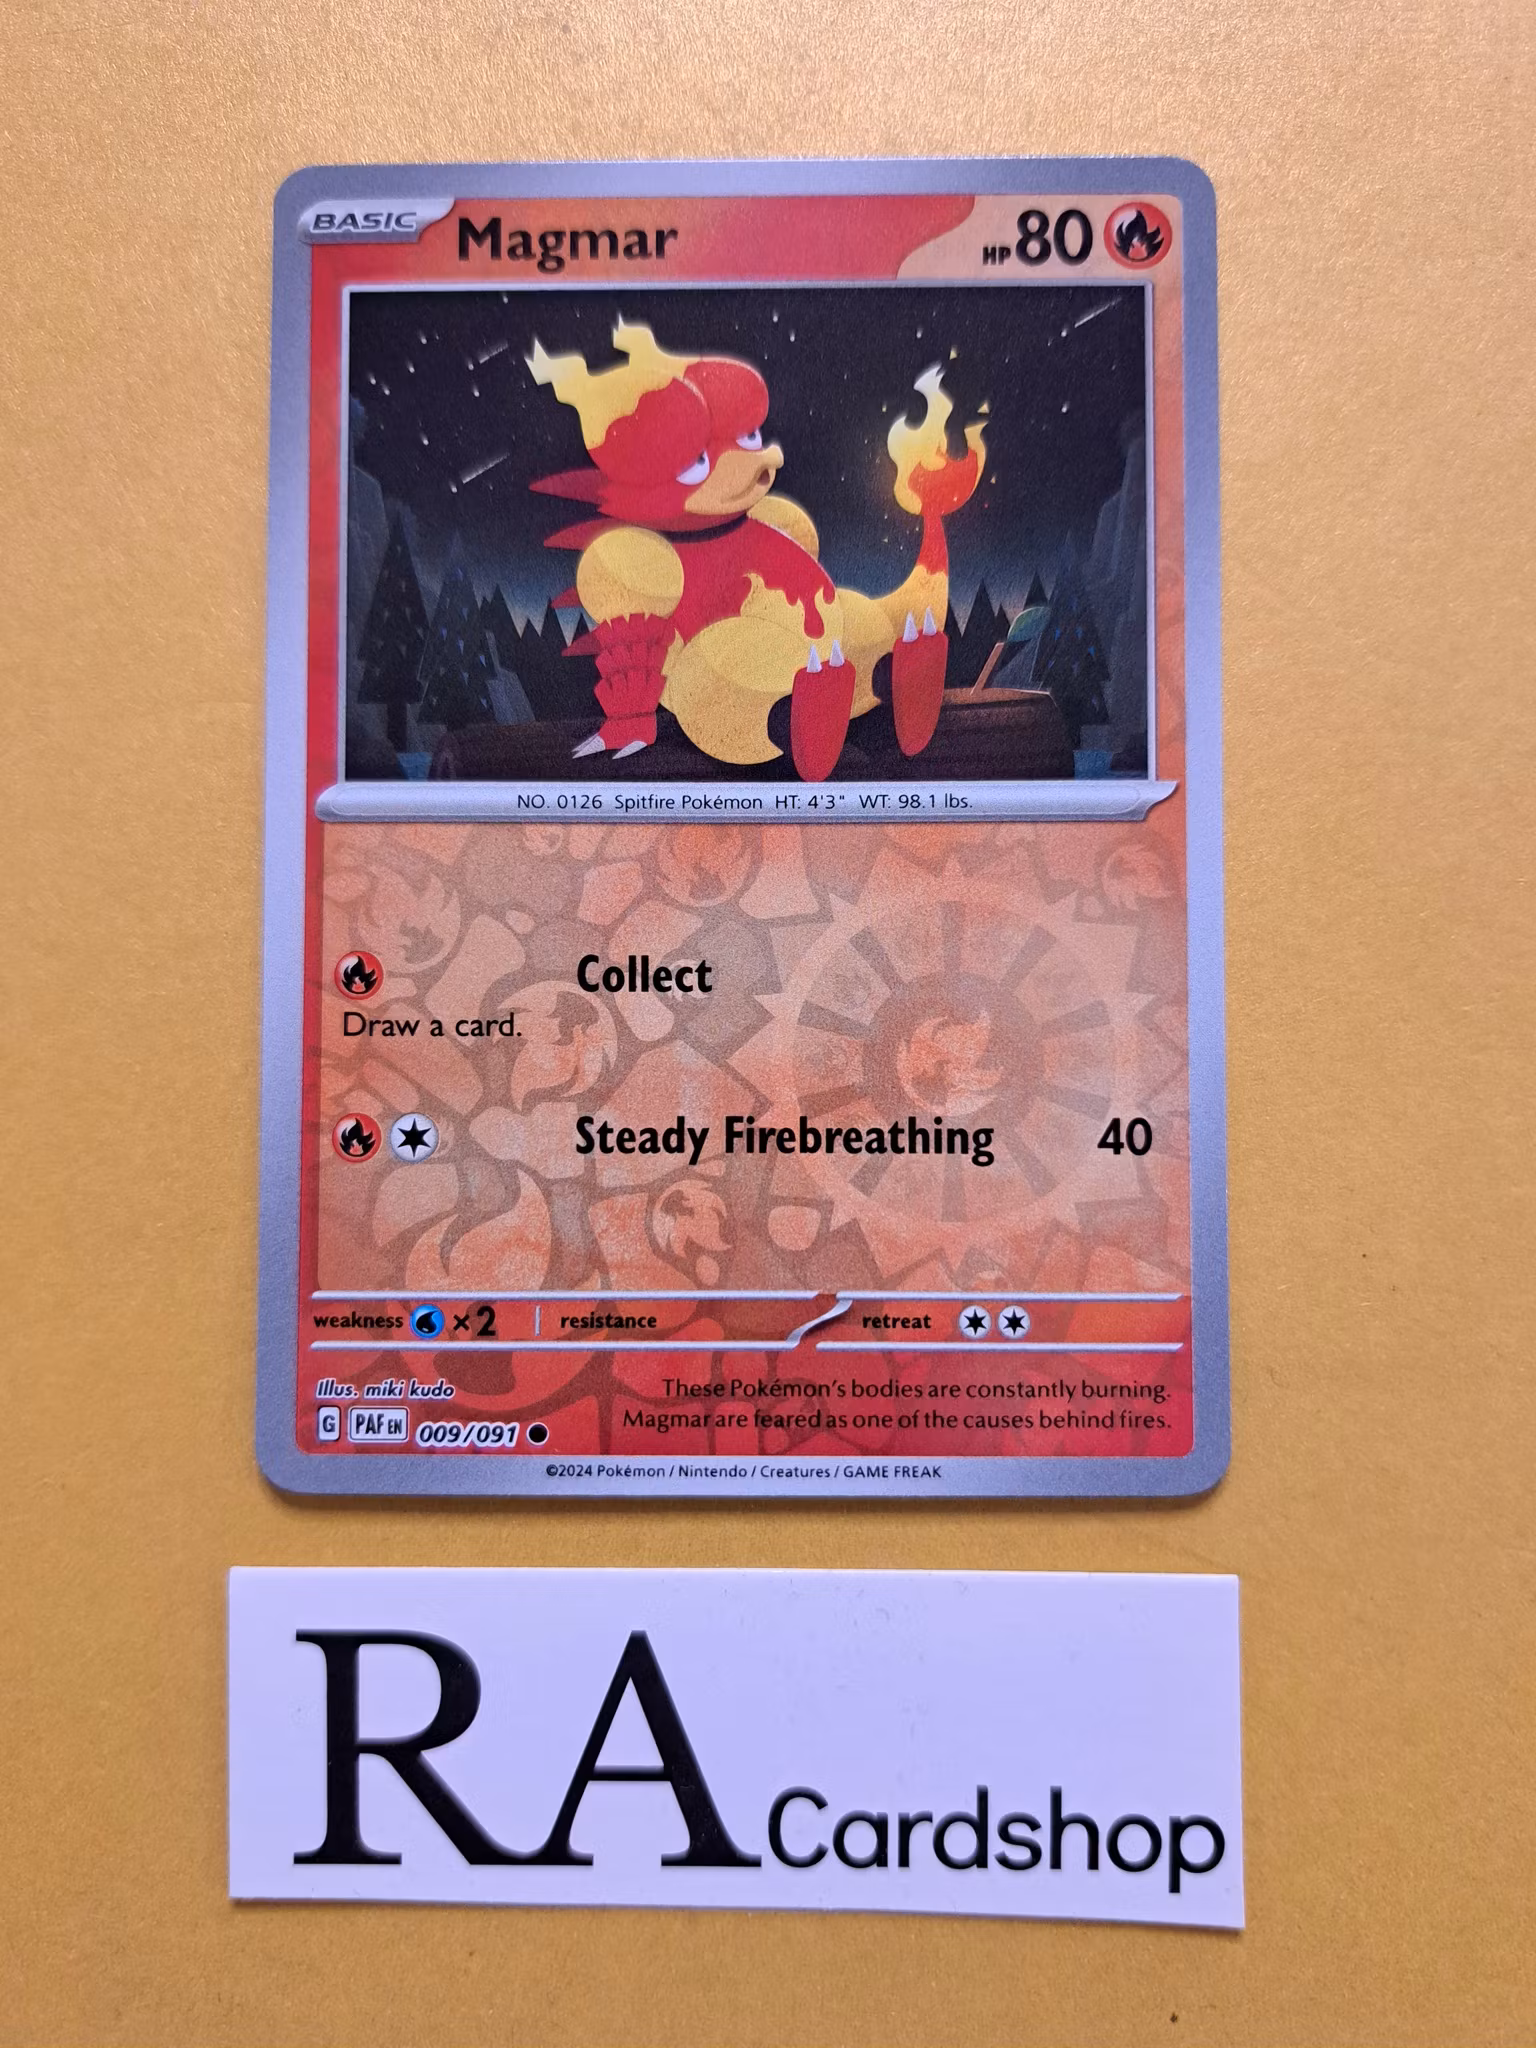 BASIC Magmar HP 80
NO. 0126 Spitfire Pokémon HT: 4'3" WT: 98.1 lbs.
Collect
Draw a card.
Steady Firebreathing 40
weakness ×2 resistance retreat
Illus. miki kudo
These Pokémon's bodies are constantly burning.
Magmar are feared as one of the causes behind fires.
G PAF EN 009/091
©2024 Pokémon / Nintendo / Creatures / GAME FREAK
RA Cardshop